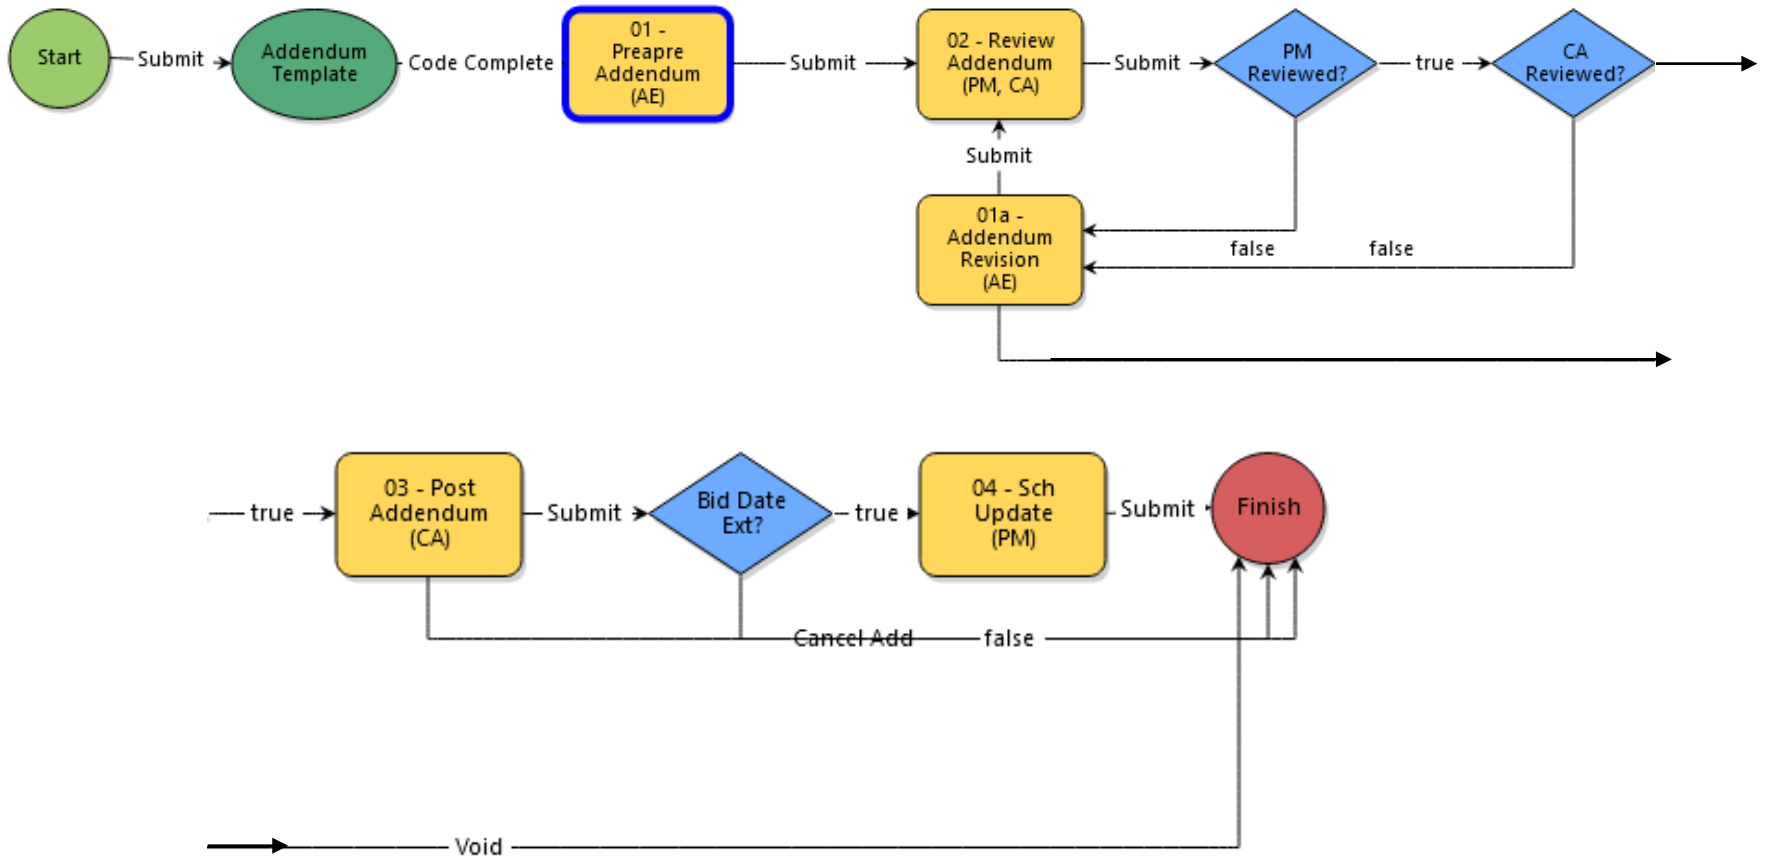 Start
Submit
Addendum
Template
Code Complete
01 -
Preapre
Addendum
(AE)
Submit
02 - Review
Addendum
(PM, CA)
Submit
PM
Reviewed?
true
CA
Reviewed?
Submit
01a -
Addendum
Revision
(AE)
false
false
true
03 - Post
Addendum
(CA)
Submit
Bid Date
Ext?
true
04 - Sch
Update
(PM)
Submit
Finish
Cancel Add
false
Void